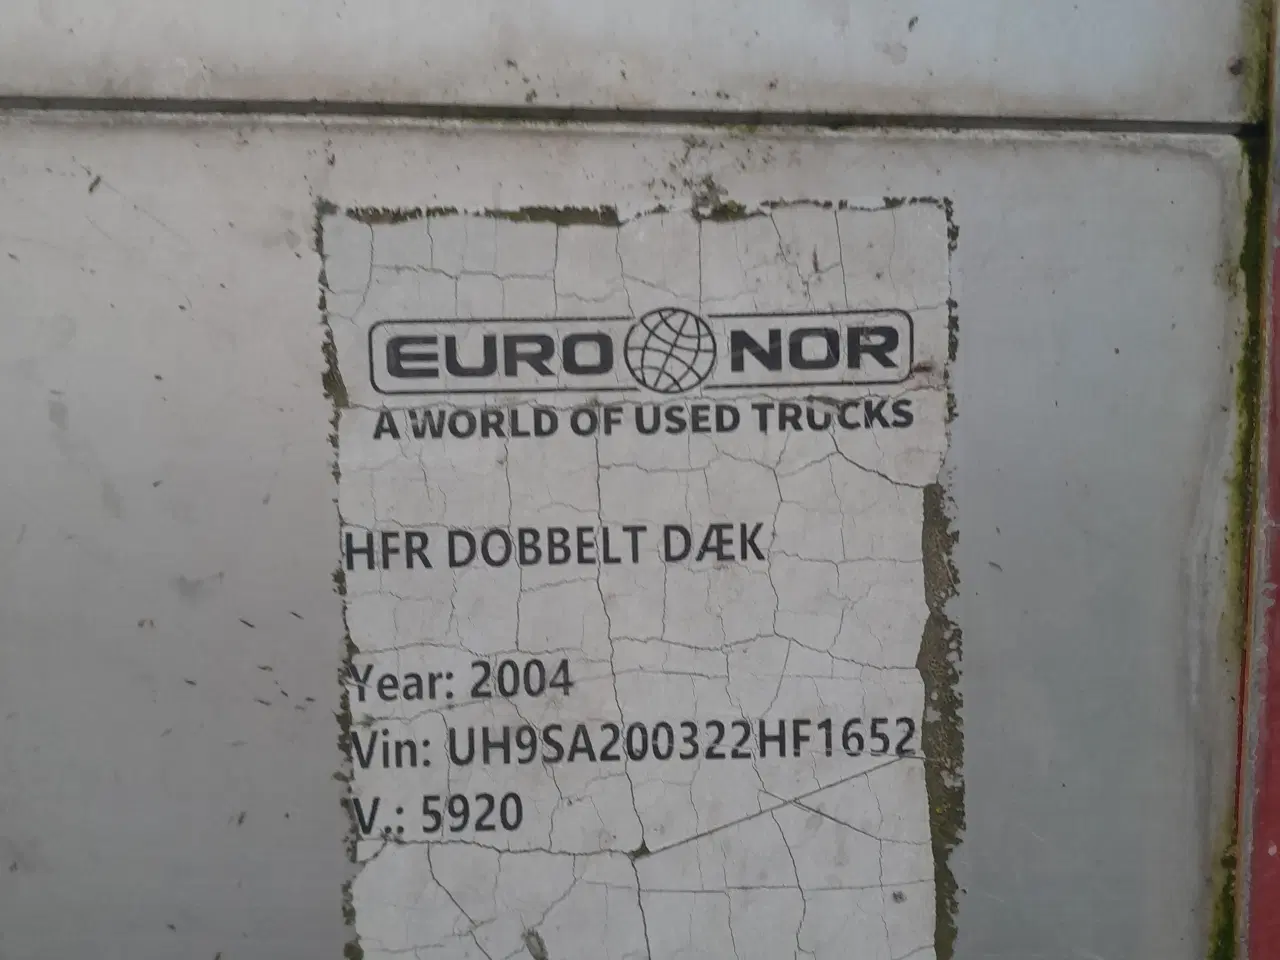 EURO NOR
A WORLD OF USED TRUCKS
HFR DOBBELT DÆK
Year: 2004
Vin: UH9SA200322HF1652
V.: 5920